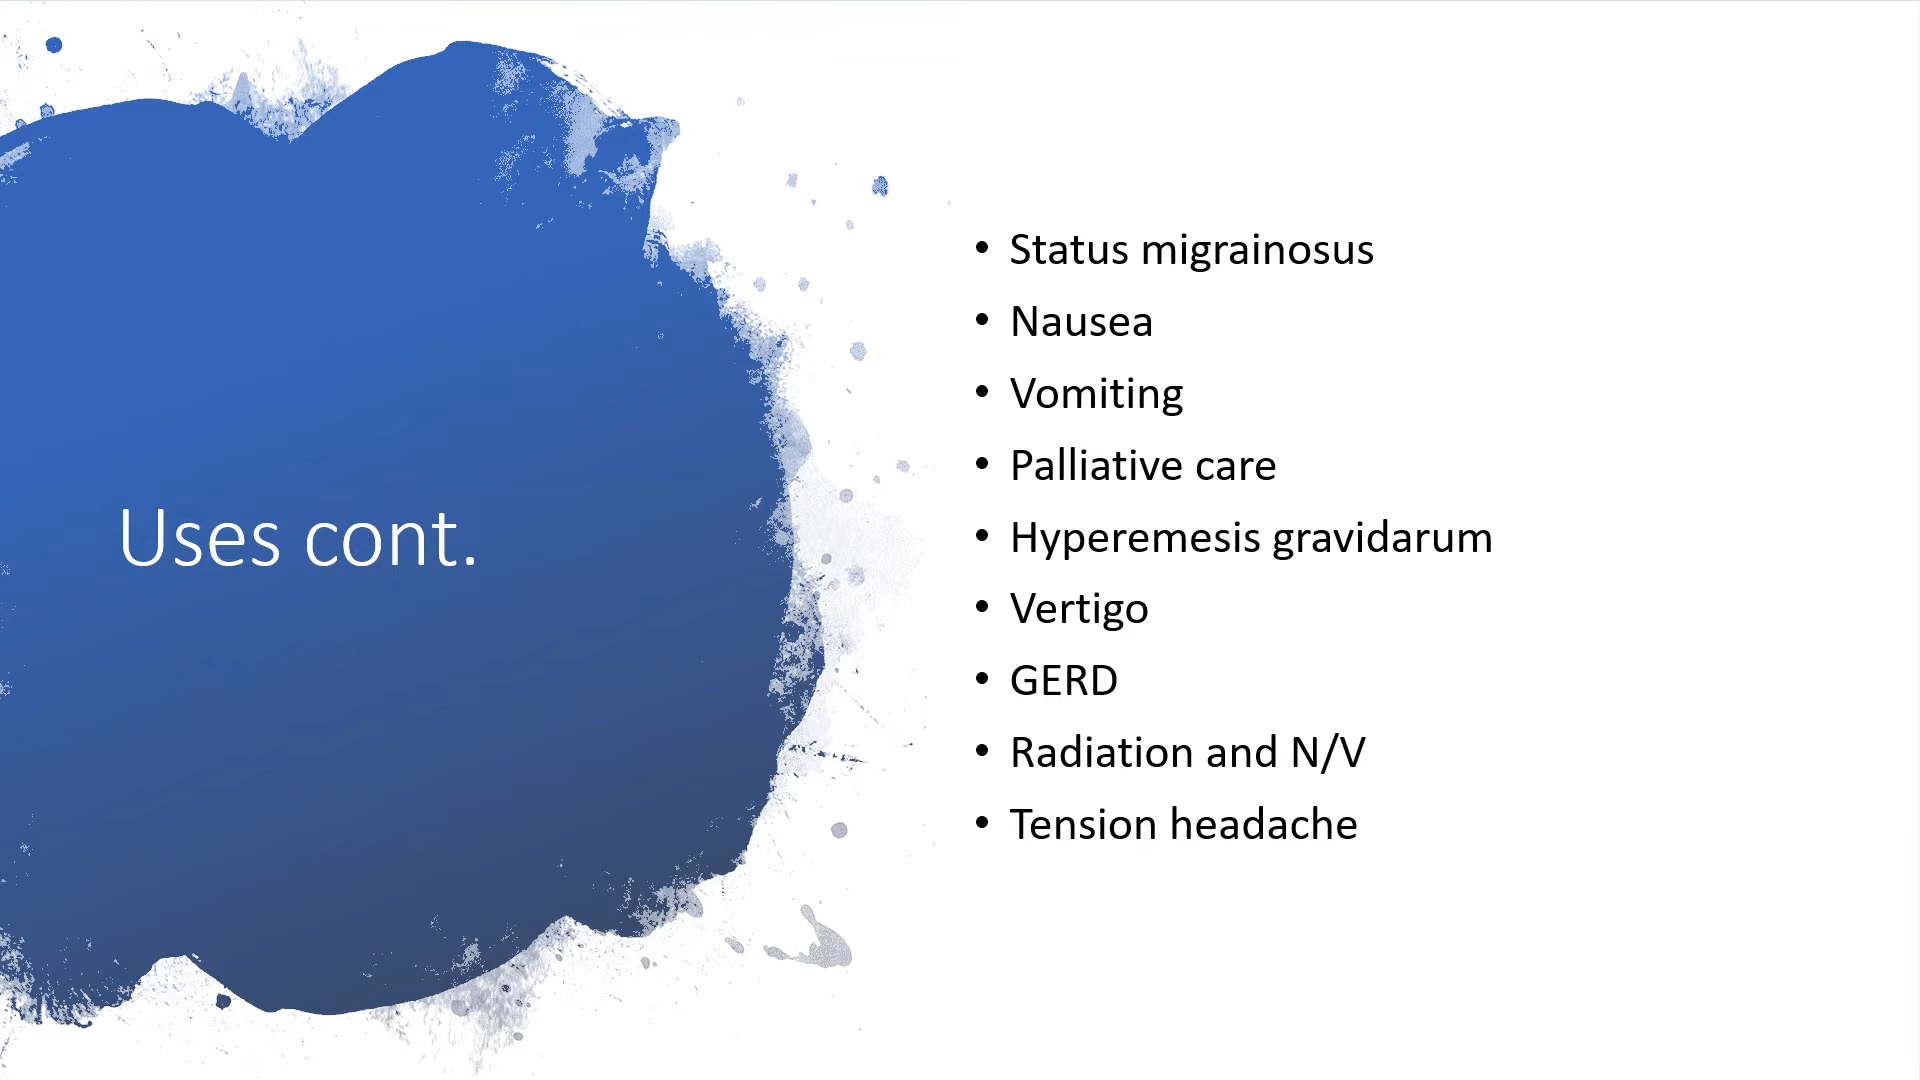 Uses cont.
• Status migrainosus
• Nausea
• Vomiting
• Palliative care
• Hyperemesis gravidarum
• Vertigo
• GERD
• Radiation and N/V
• Tension headache